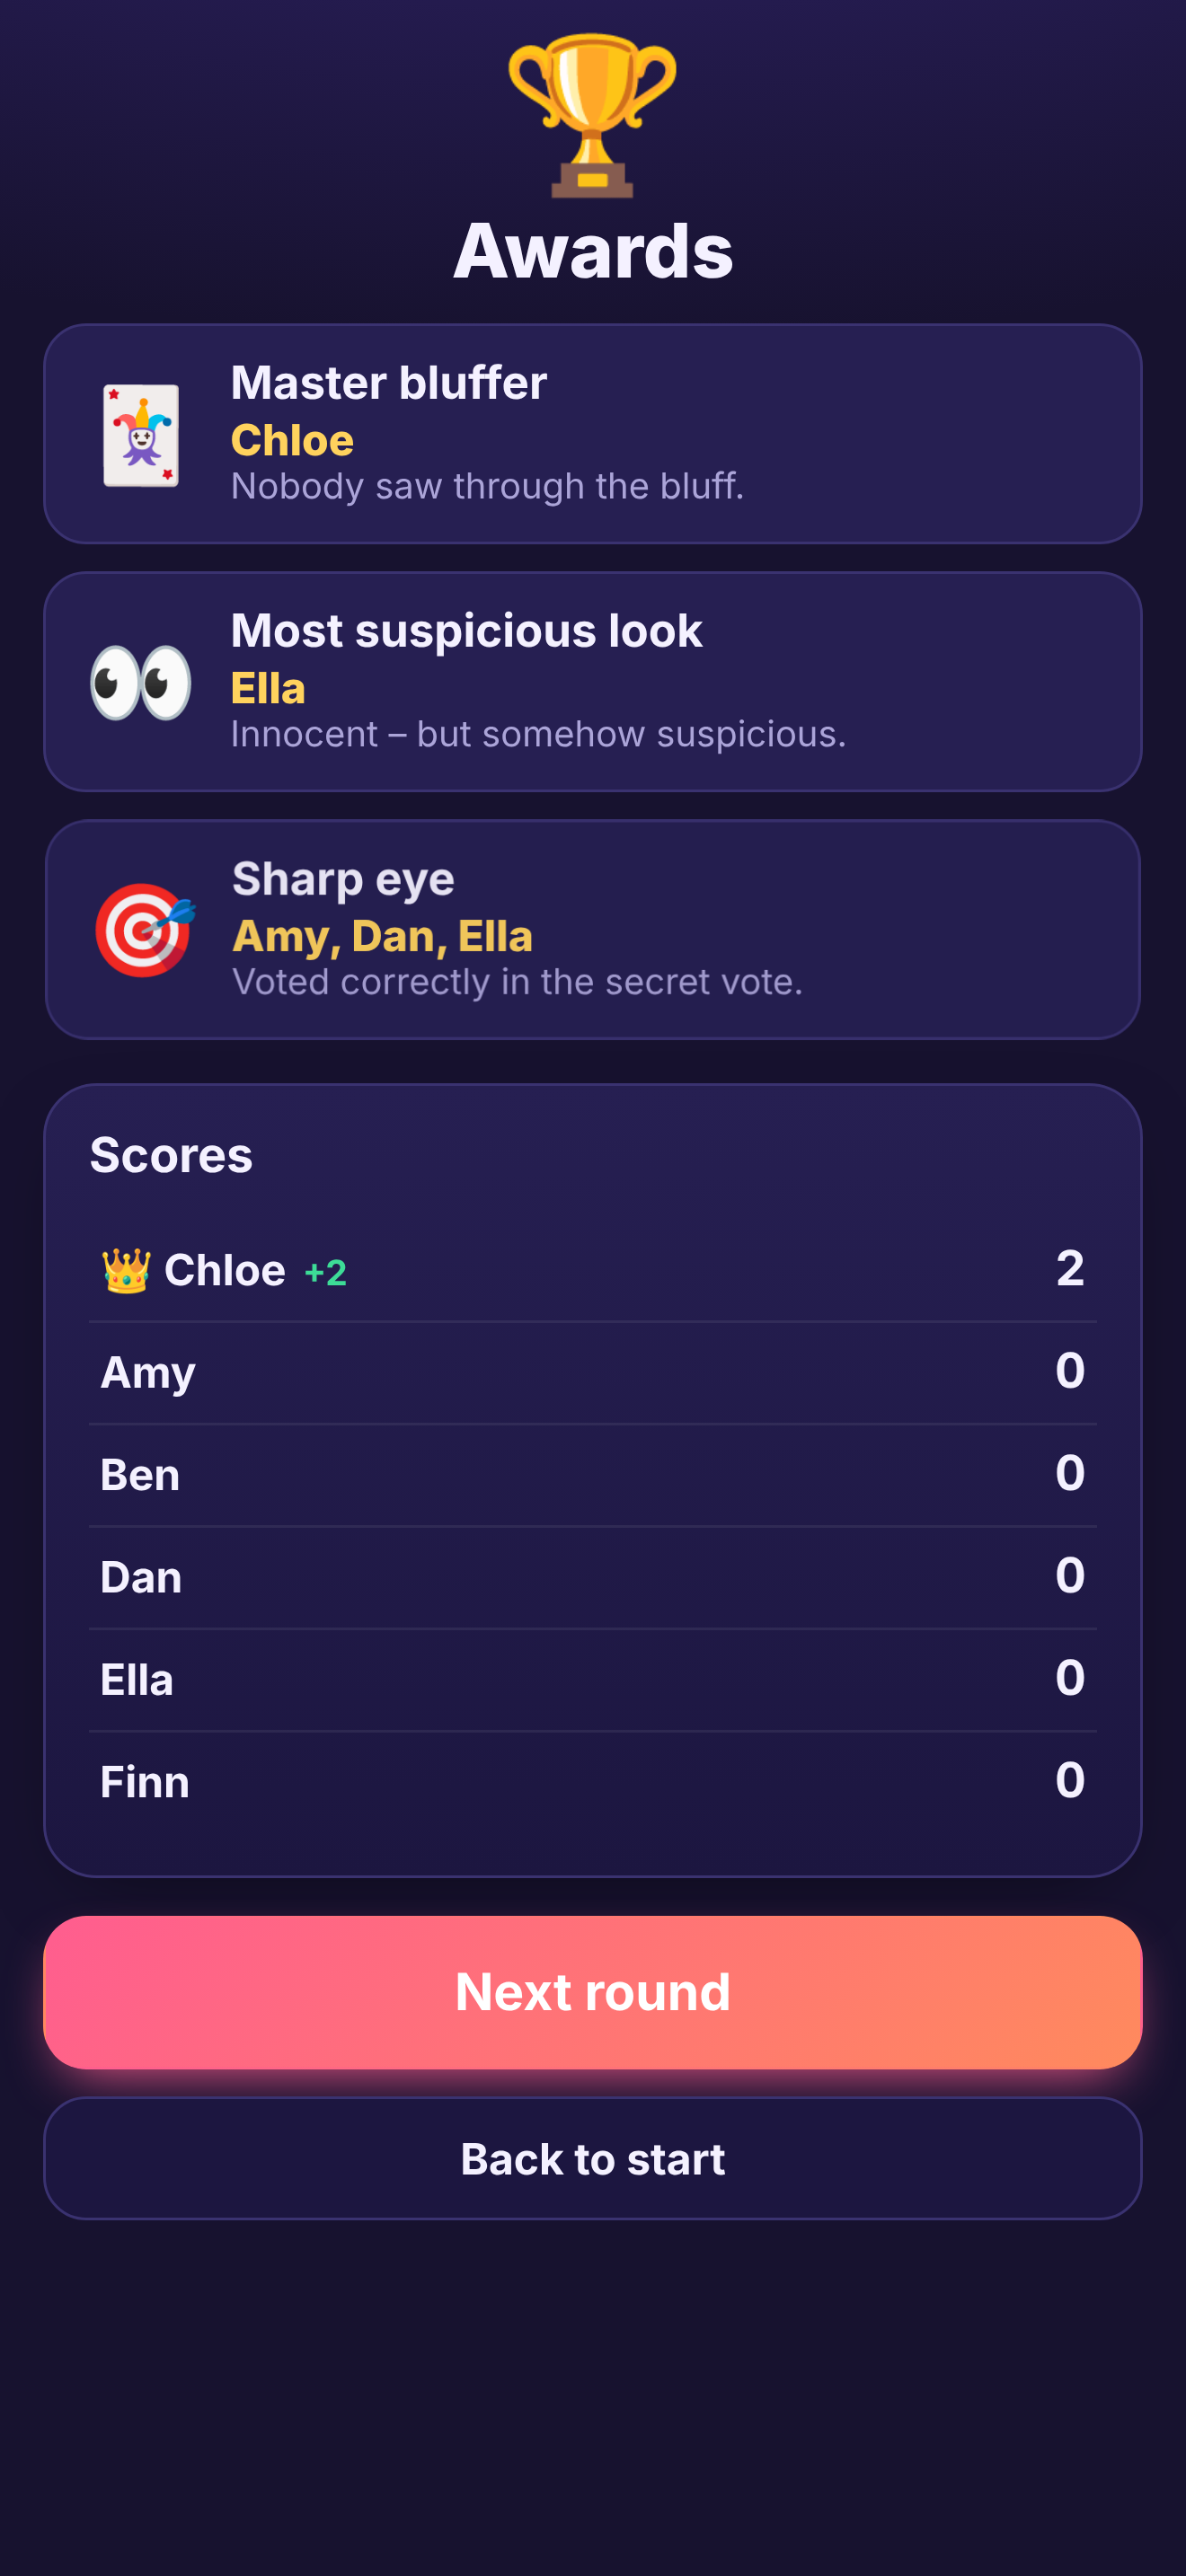 Awards
Master bluffer
Chloe
Nobody saw through the bluff.
Most suspicious look
Ella
Innocent – but somehow suspicious.
Sharp eye
Amy, Dan, Ella
Voted correctly in the secret vote.
Scores
Chloe +2 2
Amy 0
Ben 0
Dan 0
Ella 0
Finn 0
Next round
Back to start